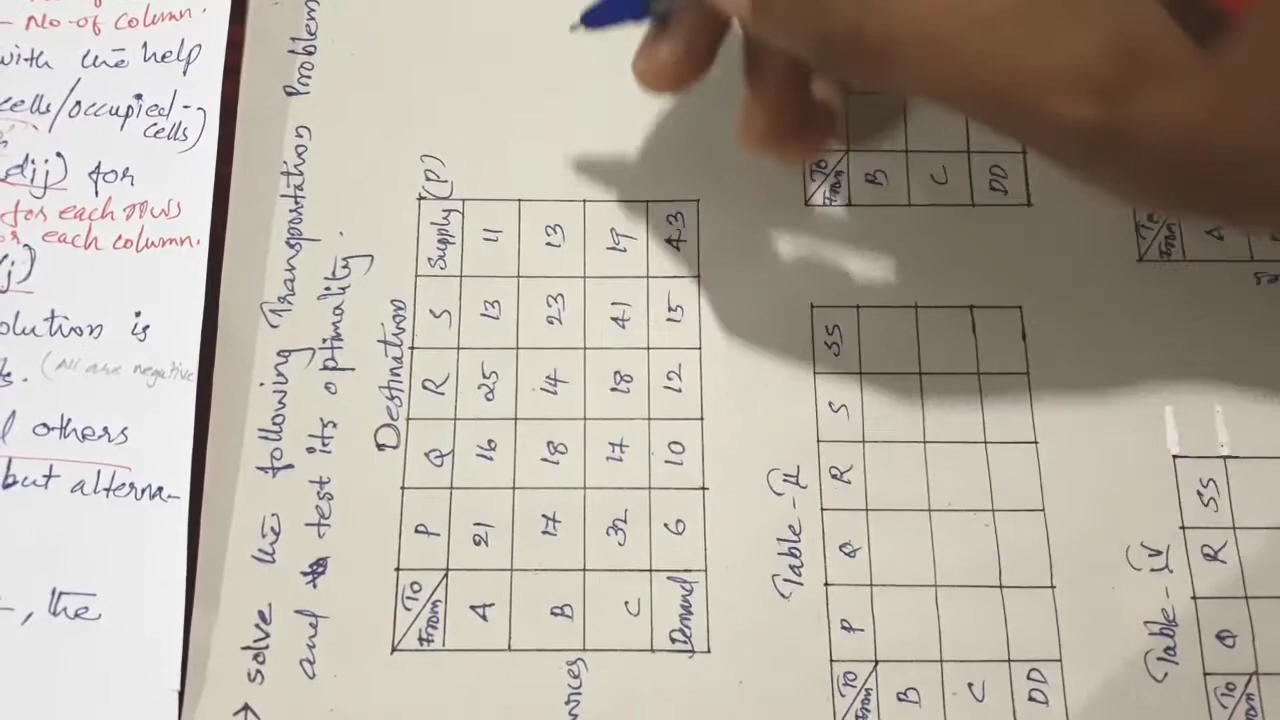 - No-of column.
with the help
cells/occupied-
cells)
dij) for
for each rows
each column.
olution is
(All are negative
others
but alterna-
, the
→ solve the following Transportation Problem
and test its optimality.
Destination
To From P Q R S Supply (P)
A 21 16 25 13 11
B 17 18 14 23 13
C 32 17 18 41 19
Demand 6 10 12 15 43
Table-II
To From P Q R S SS
B
C
DD
To From
B
C
DD
Table-IV
To Q R SS
To From
A